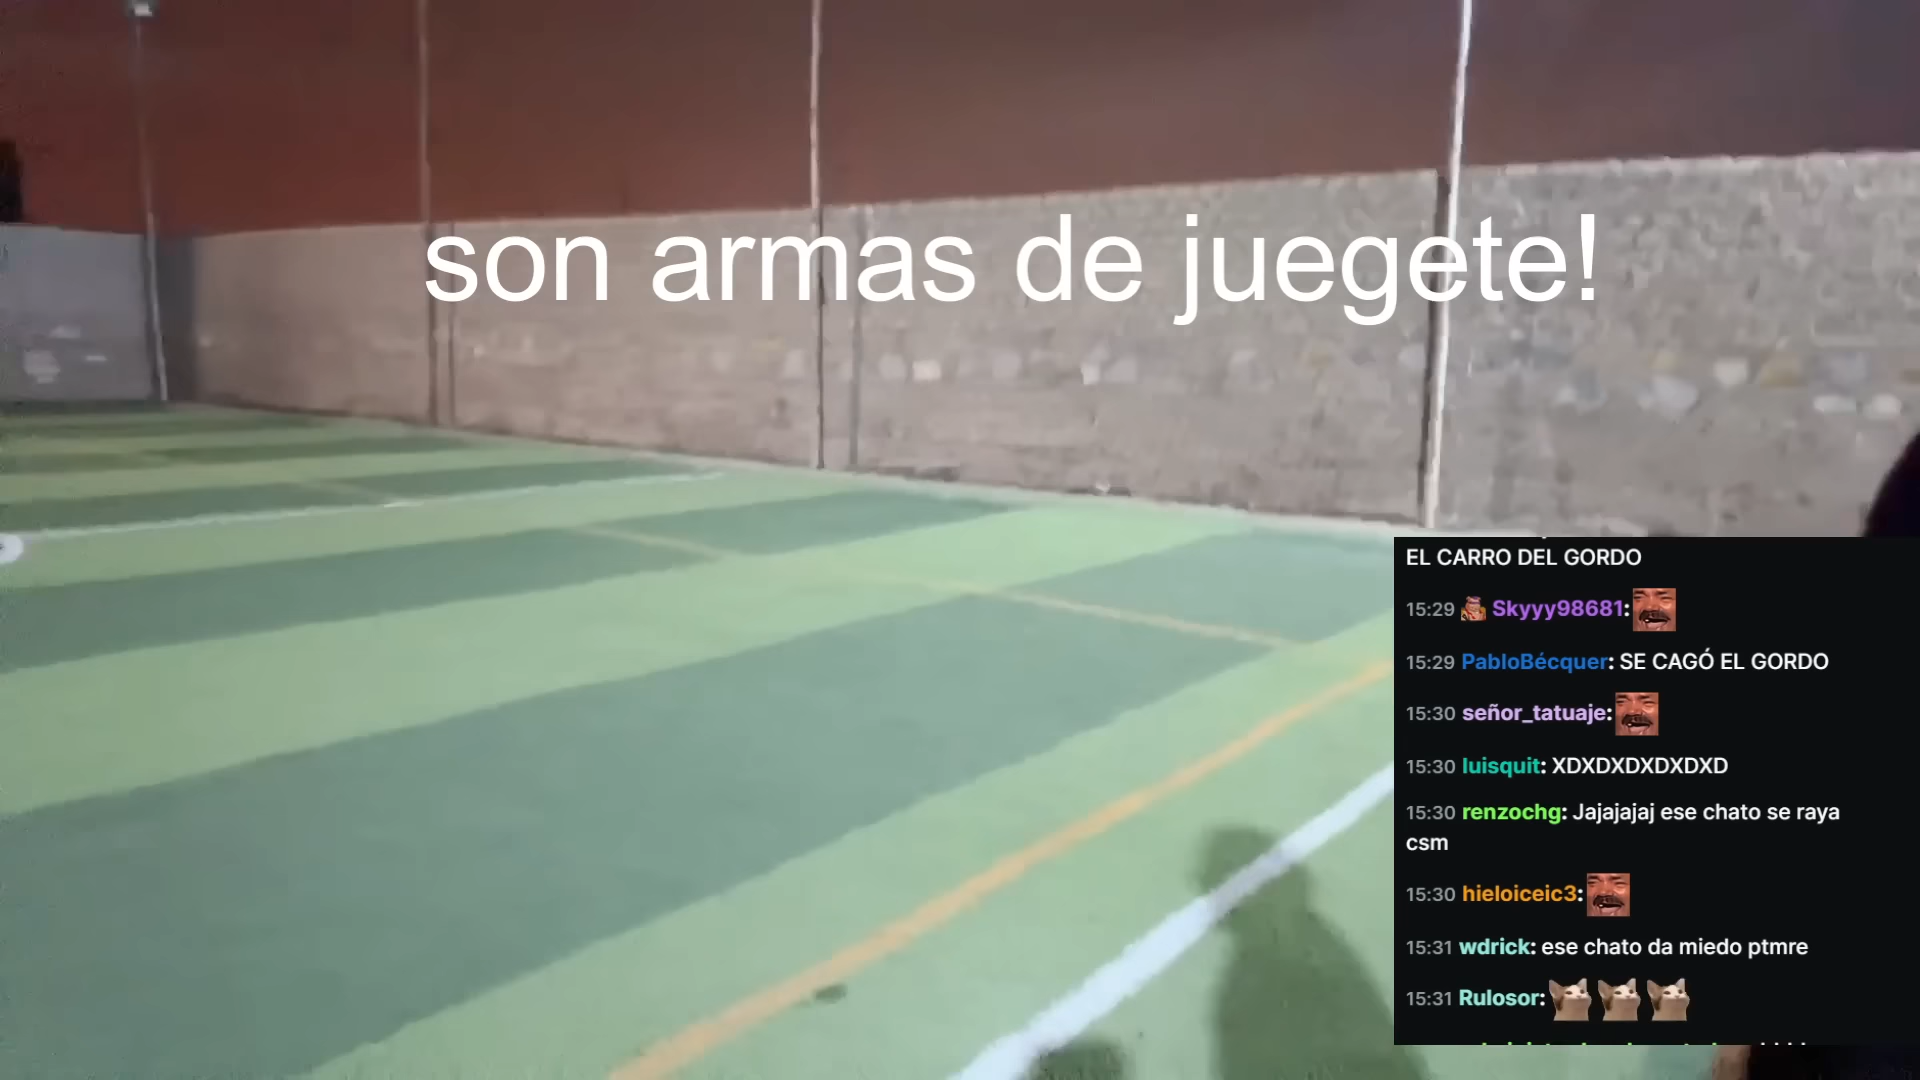 son armas de juegete!
EL CARRO DEL GORDO
15:29 Skyyy98681:
15:29 PabloBécquer: SE CAGÓ EL GORDO
15:30 señor_tatuaje:
15:30 luisquit: XDXDXDXDXDXD
15:30 renzochg: Jajajajaj ese chato se raya
csm
15:30 hieloiceic3:
15:31 wdrick: ese chato da miedo ptmre
15:31 Rulosor: